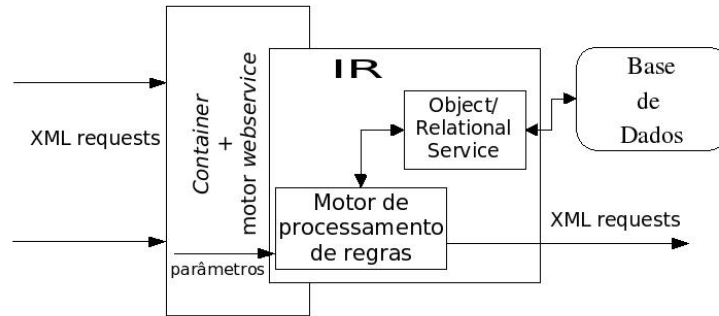 XML requests
Container
+
motor webservice
parâmetros
IR
Object/
Relational
Service
Motor de
processamento
de regras
Base
de
Dados
XML requests